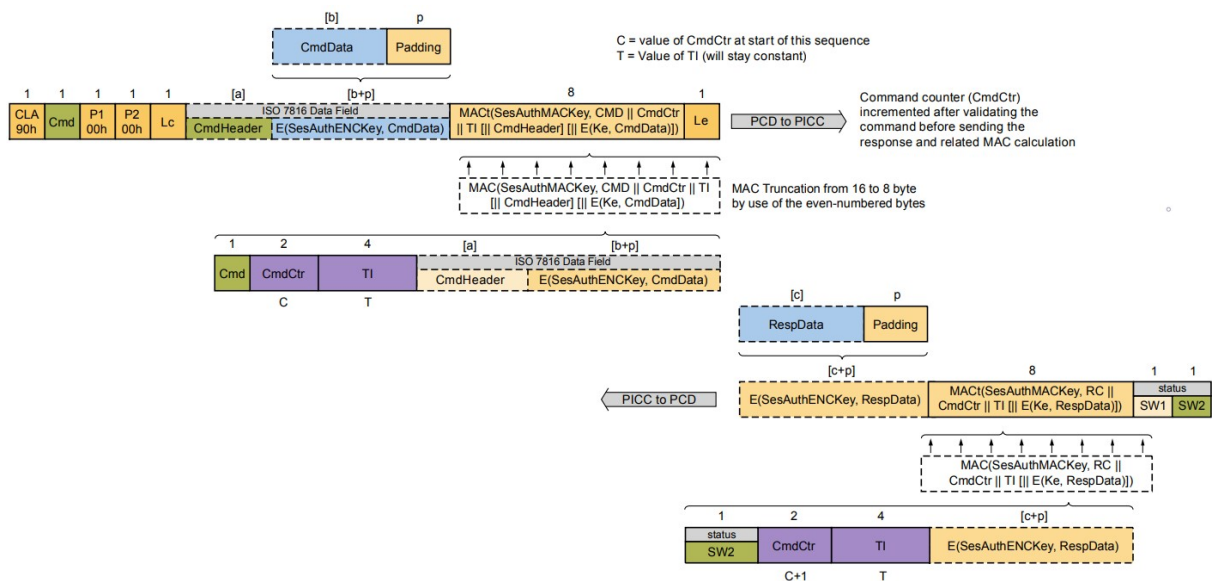 [b]
p
CmdData
Padding
C = value of CmdCtr at start of this sequence
T = Value of TI (will stay constant)
1
1
1
1
1
[a]
[b+p]
8
1
CLA
90h
Cmd
P1
00h
P2
00h
Lc
ISO 7816 Data Field
CmdHeader
E(SesAuthENCKey, CmdData)
MACt(SesAuthMACKey, CMD || CmdCtr
|| TI [|| CmdHeader] [|| E(Ke, CmdData)])
Le
PCD to PICC
Command counter (CmdCtr)
incremented after validating the
command before sending the
response and related MAC calculation
MAC(SesAuthMACKey, CMD || CmdCtr || TI
[|| CmdHeader] [|| E(Ke, CmdData])
MAC Truncation from 16 to 8 byte
by use of the even-numbered bytes
1
2
4
[a]
[b+p]
Cmd
CmdCtr
TI
ISO 7816 Data Field
CmdHeader
E(SesAuthENCKey, CmdData)
C
T
[c]
p
RespData
Padding
[c+p]
8
1
1
PICC to PCD
E(SesAuthENCKey, RespData)
MACt(SesAuthMACKey, RC ||
CmdCtr || TI [|| E(Ke, RespData)])
status
SW1
SW2
MAC(SesAuthMACKey, RC ||
CmdCtr || TI [|| E(Ke, RespData)])
1
2
4
[c+p]
status
SW2
CmdCtr
TI
E(SesAuthENCKey, RespData)
C+1
T